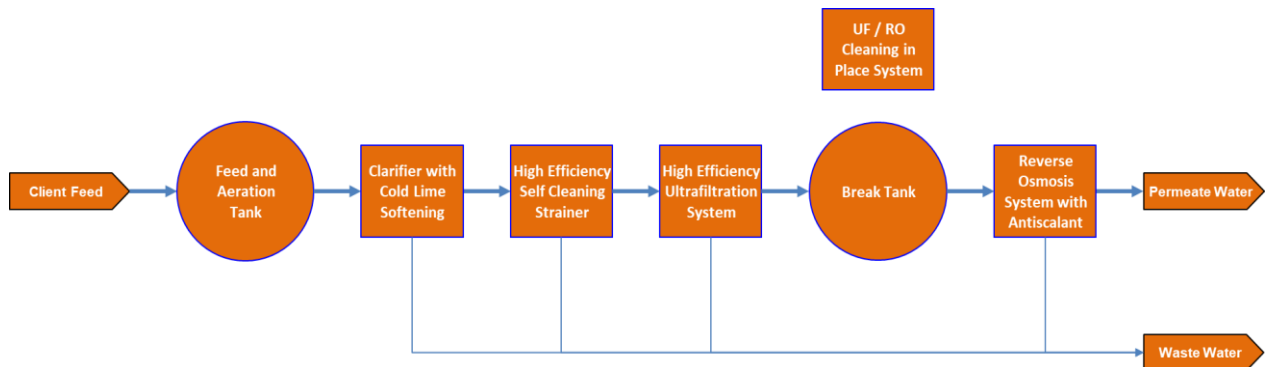 UF / RO
Cleaning in
Place System
Client Feed
Feed and
Aeration
Tank
Clarifier with
Cold Lime
Softening
High Efficiency
Self Cleaning
Strainer
High Efficiency
Ultrafiltration
System
Break Tank
Reverse
Osmosis
System with
Antiscalant
Permeate Water
Waste Water